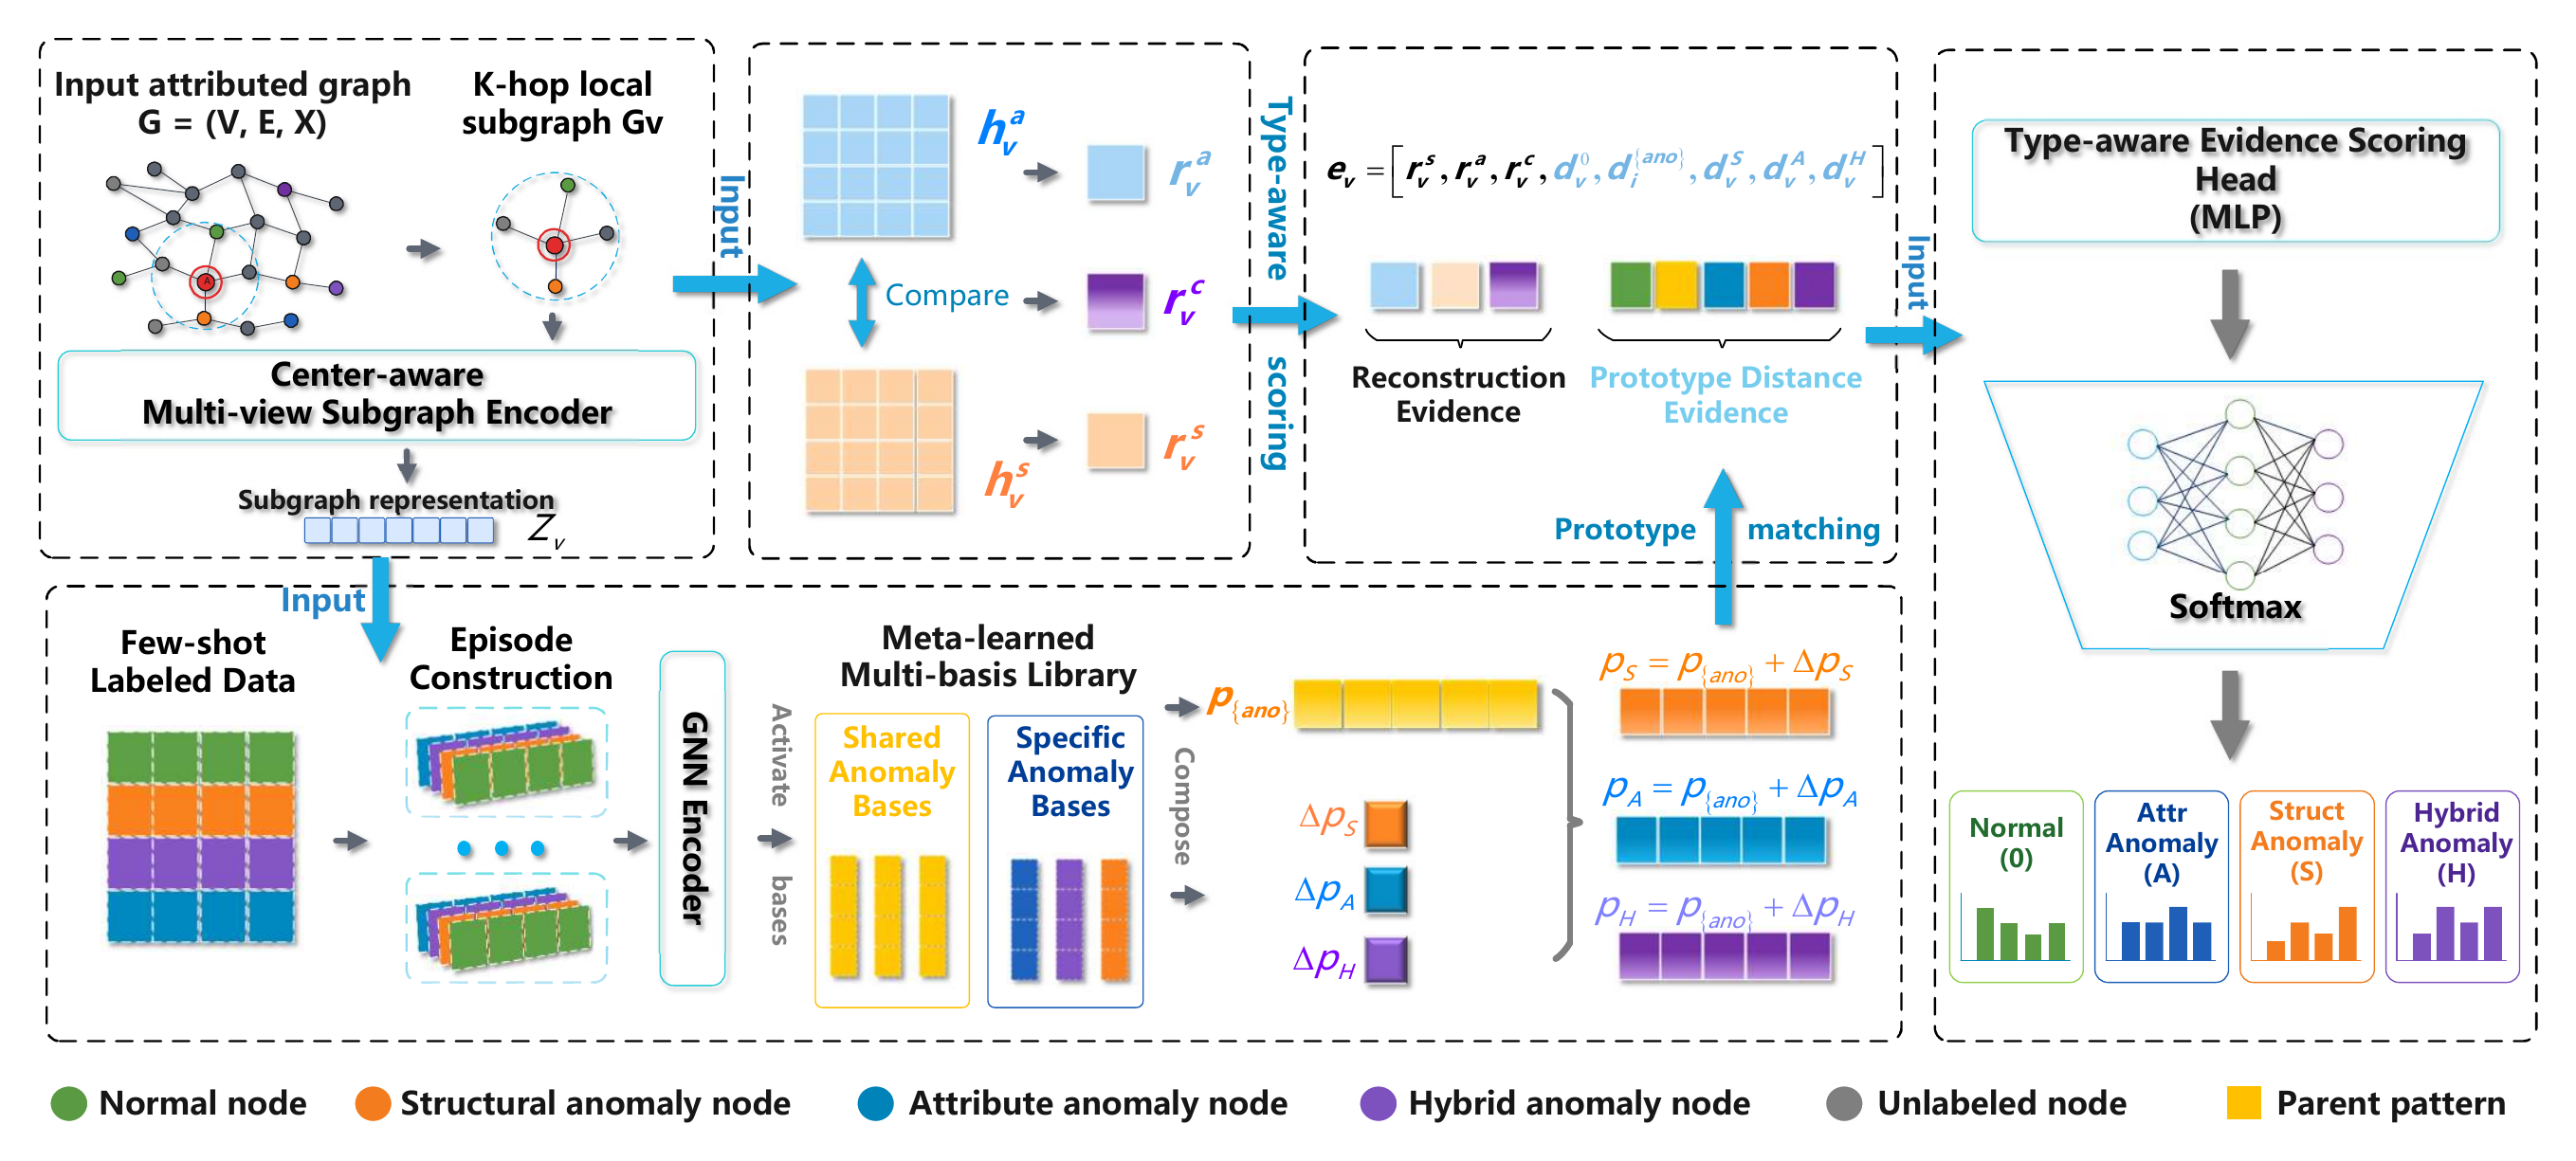 Input attributed graph
G = (V, E, X)
K-hop local
subgraph Gv
A
Center-aware
Multi-view Subgraph Encoder
Subgraph representation
Z_v
Input
h_v^a
r_v^a
Compare
r_v^c
h_v^s
r_v^s
Type-aware scoring
e_v = [r_v^s, r_v^a, r_v^c, d_v^0, d_i^{ano}, d_v^S, d_v^A, d_v^H]
Reconstruction
Evidence
Prototype Distance
Evidence
Prototype matching
Input
Type-aware Evidence Scoring
Head
(MLP)
Softmax
Normal
(0)
Attr
Anomaly
(A)
Struct
Anomaly
(S)
Hybrid
Anomaly
(H)
Input
Few-shot
Labeled Data
Episode
Construction
GNN Encoder
Activate bases
Meta-learned
Multi-basis Library
Shared
Anomaly
Bases
Specific
Anomaly
Bases
Compose
p_{ano}
Δp_S
Δp_A
Δp_H
p_S = p_{ano} + Δp_S
p_A = p_{ano} + Δp_A
p_H = p_{ano} + Δp_H
Normal node
Structural anomaly node
Attribute anomaly node
Hybrid anomaly node
Unlabeled node
Parent pattern